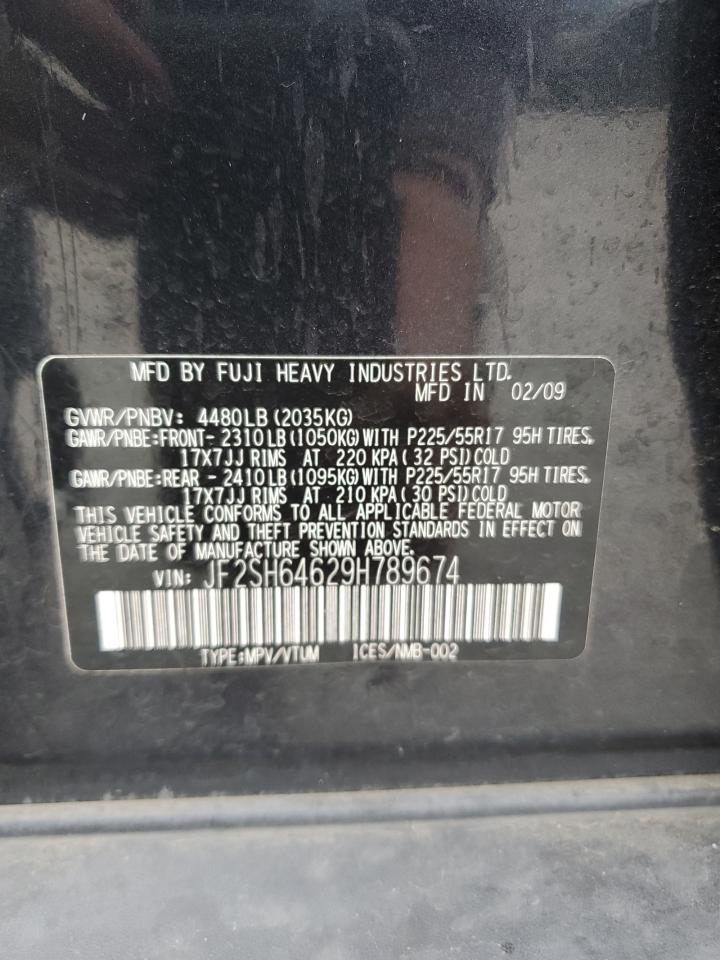 MFD BY FUJI HEAVY INDUSTRIES LTD.
MFD IN 02/09
GVWR/PNBV: 4480LB (2035KG)
GAWR/PNBE:FRONT- 2310LB (1050KG) WITH P225/55R17 95H TIRES,
17X7JJ RIMS AT 220 KPA ( 32 PSI) COLD
GAWR/PNBE:REAR - 2410LB (1095KG) WITH P225/55R17 95H TIRES,
17X7JJ RIMS AT 210 KPA ( 30 PSI) COLD
THIS VEHICLE CONFORMS TO ALL APPLICABLE FEDERAL MOTOR
VEHICLE SAFETY AND THEFT PREVENTION STANDARDS IN EFFECT ON
THE DATE OF MANUFACTURE SHOWN ABOVE.
VIN: JF2SH64629H789674
TYPE:MPV/VTUM ICES/NMB-002